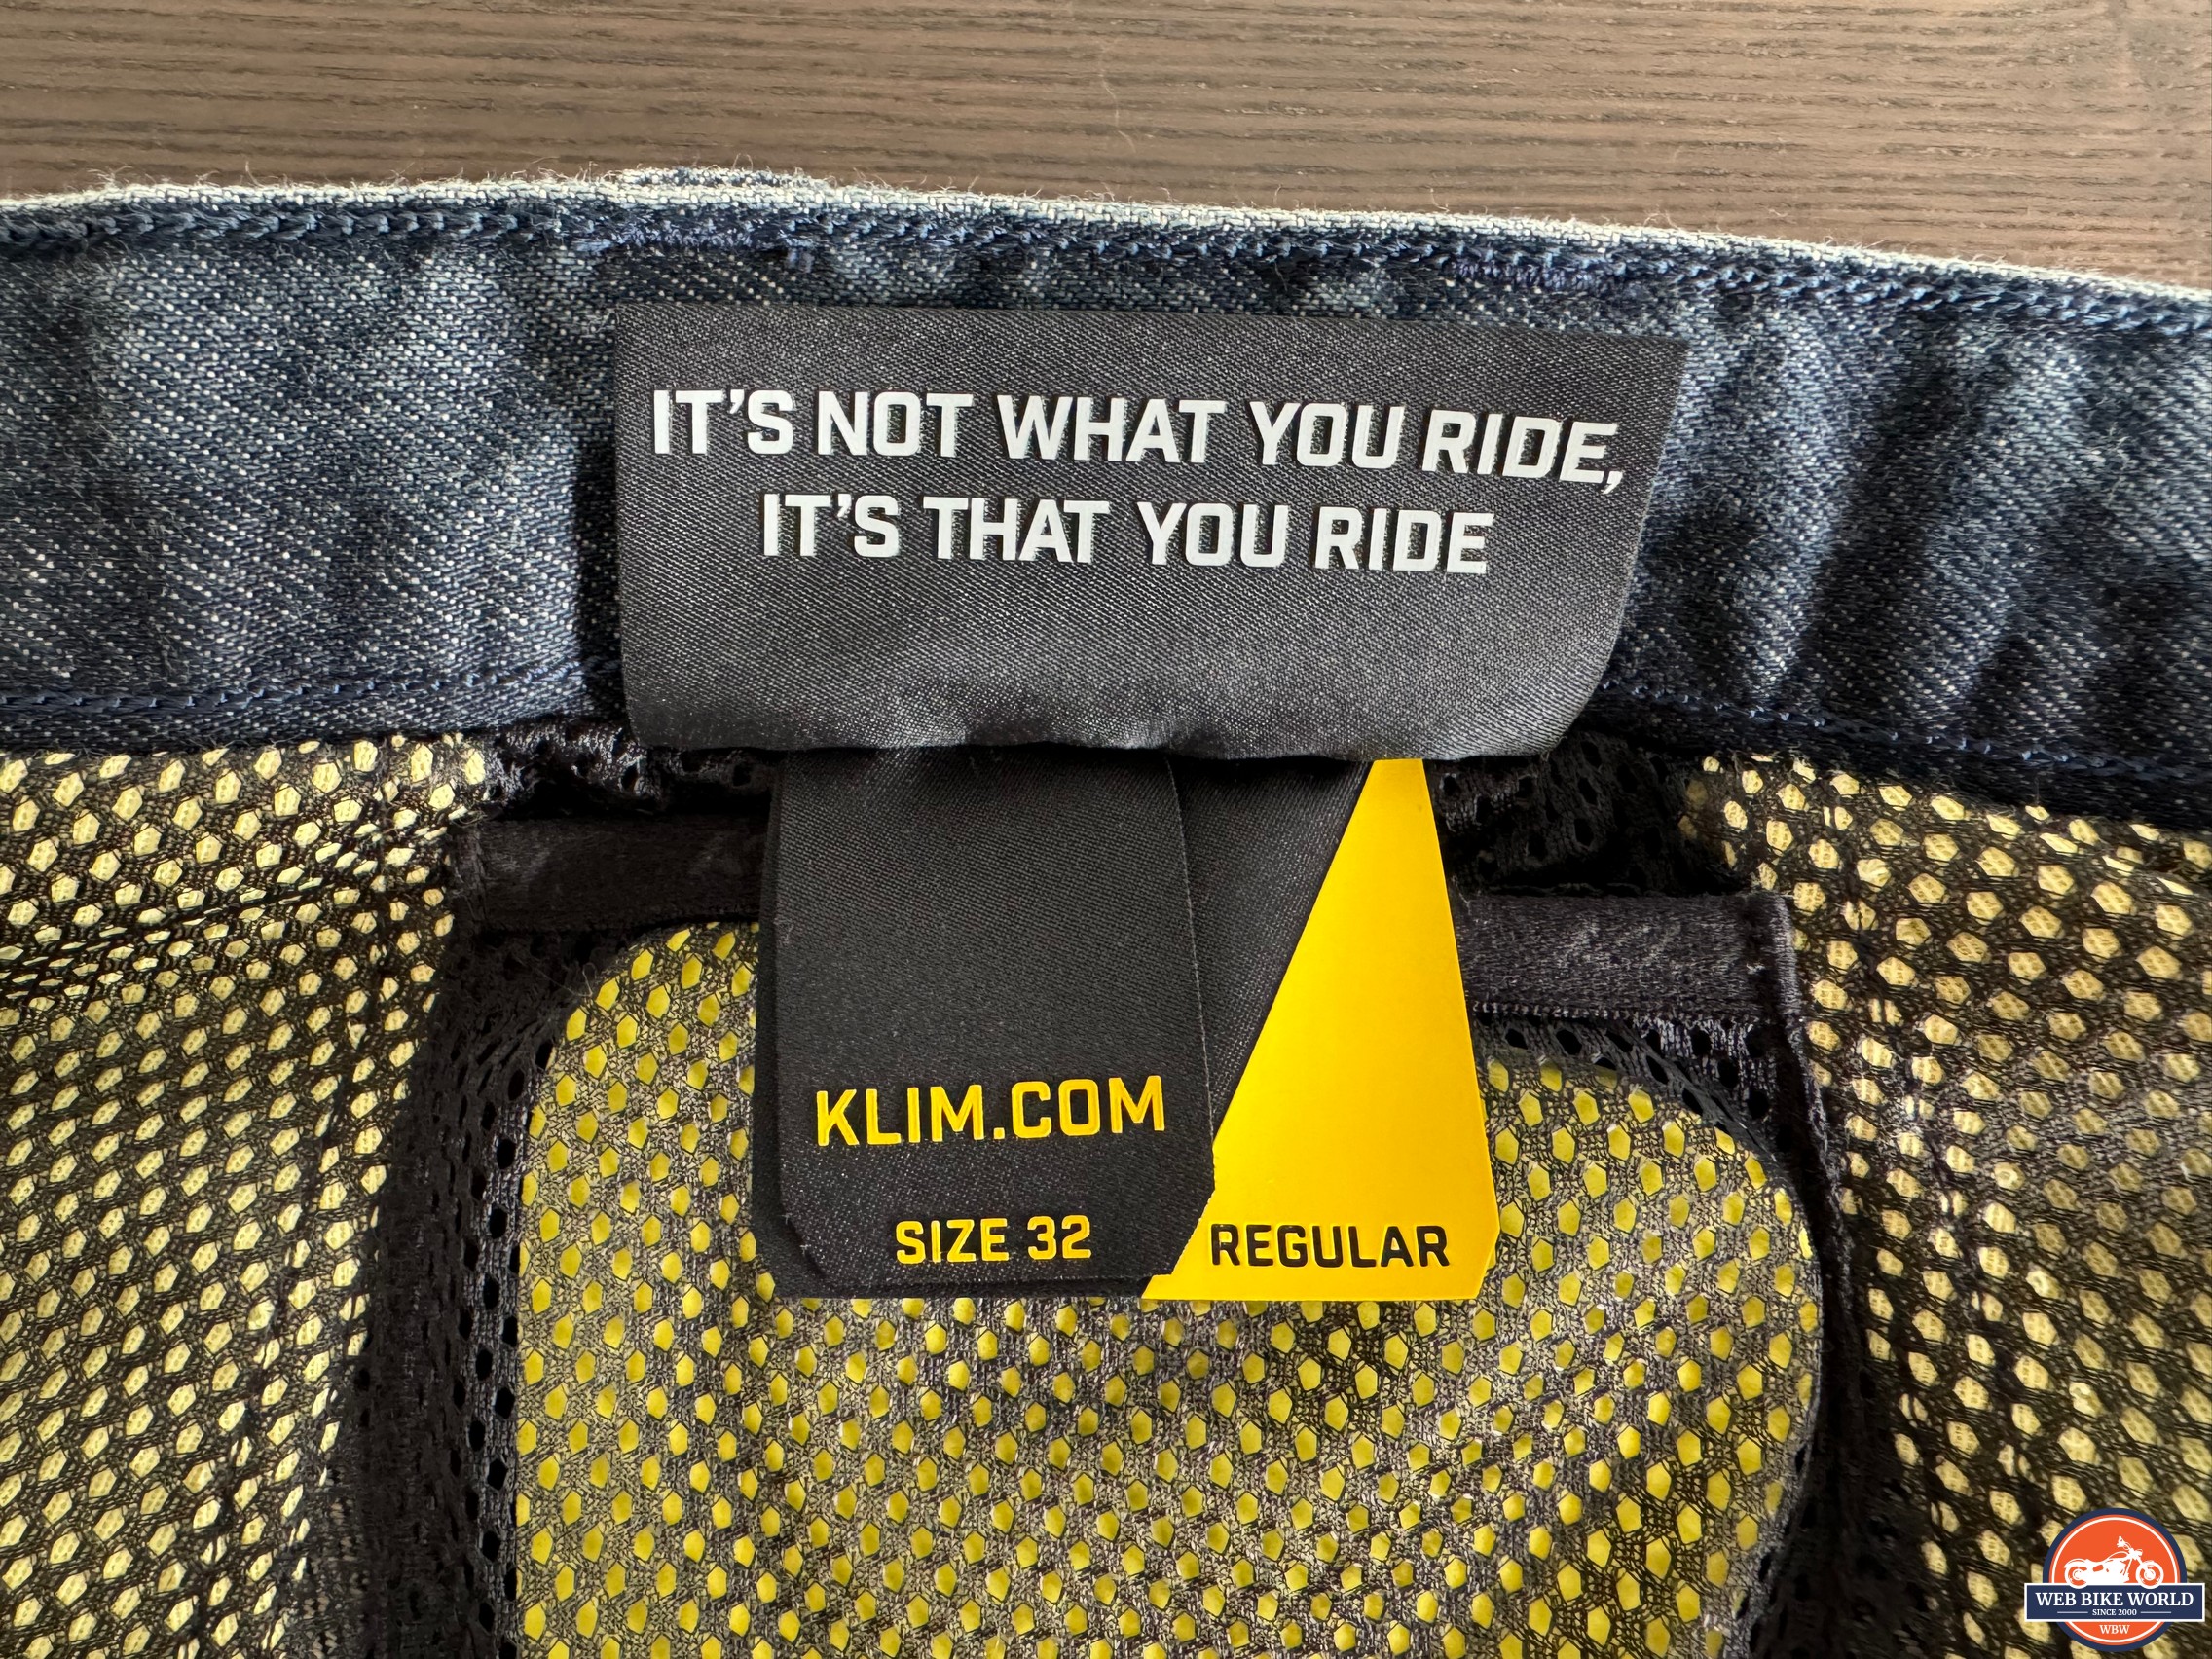 IT'S NOT WHAT YOU RIDE,
IT'S THAT YOU RIDE
KLIM.COM
SIZE 32
REGULAR
WEB BIKE WORLD
SINCE 2000
WBW